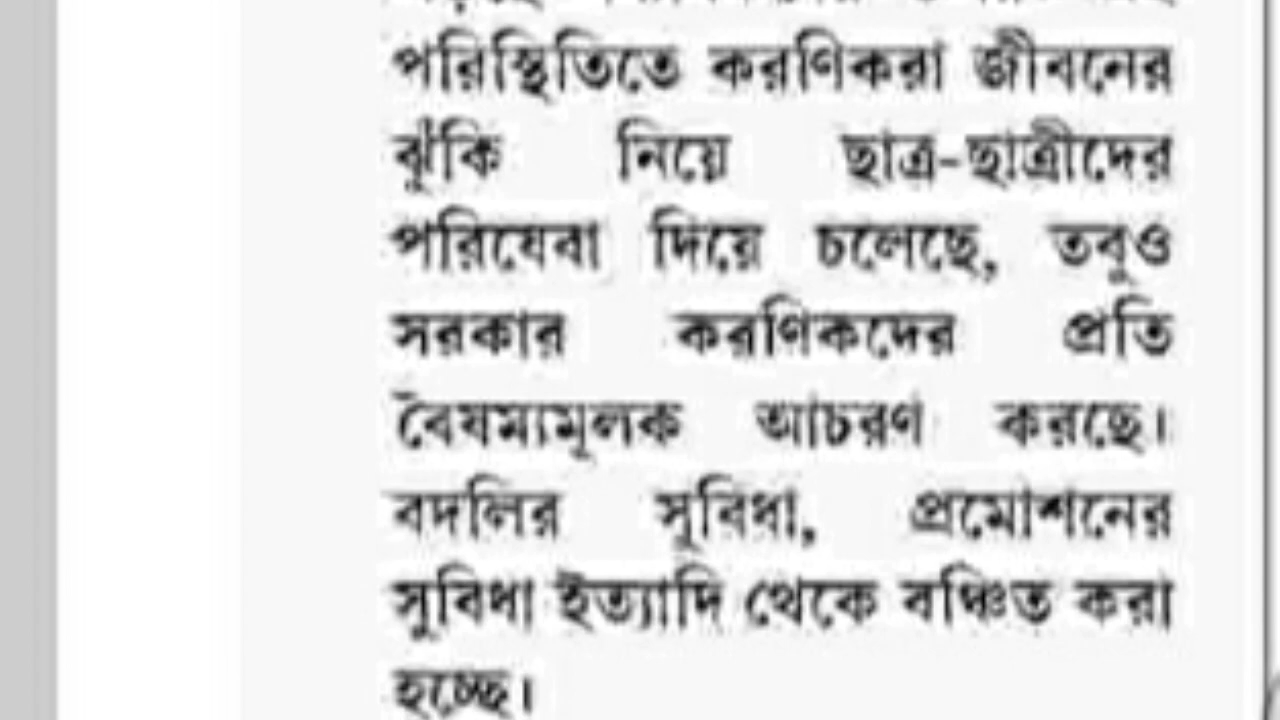 পরিস্থিতিতে করণিকরা জীবনের
ঝুঁকি নিয়ে ছাত্র-ছাত্রীদের
পরিষেবা দিয়ে চলেছে, তবুও
সরকার করণিকদের প্রতি
বৈষম্যমূলক আচরণ করছে।
বদলির সুবিধা, প্রমোশনের
সুবিধা ইত্যাদি থেকে বঞ্চিত করা
হচ্ছে।